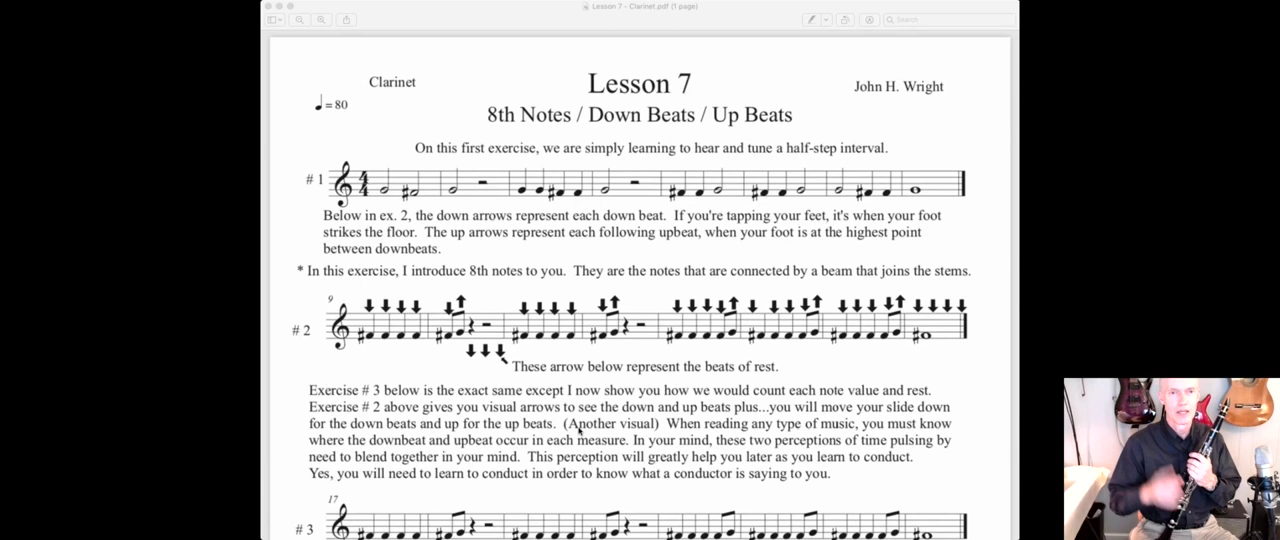 Lesson 7 - Clarinet.pdf (1 page)
Search
Clarinet
Lesson 7
John H. Wright
= 80
8th Notes / Down Beats / Up Beats
On this first exercise, we are simply learning to hear and tune a half-step interval.
# 1
Below in ex. 2, the down arrows represent each down beat. If you're tapping your feet, it's when your foot
strikes the floor. The up arrows represent each following upbeat, when your foot is at the highest point
between downbeats.
* In this exercise, I introduce 8th notes to you. They are the notes that are connected by a beam that joins the stems.
9
# 2
These arrow below represent the beats of rest.
Exercise # 3 below is the exact same except I now show you how we would count each note value and rest.
Exercise # 2 above gives you visual arrows to see the down and up beats plus...you will move your slide down
for the down beats and up for the up beats. (Another visual) When reading any type of music, you must know
where the downbeat and upbeat occur in each measure. In your mind, these two perceptions of time pulsing by
need to blend together in your mind. This perception will greatly help you later as you learn to conduct.
Yes, you will need to learn to conduct in order to know what a conductor is saying to you.
17
# 3